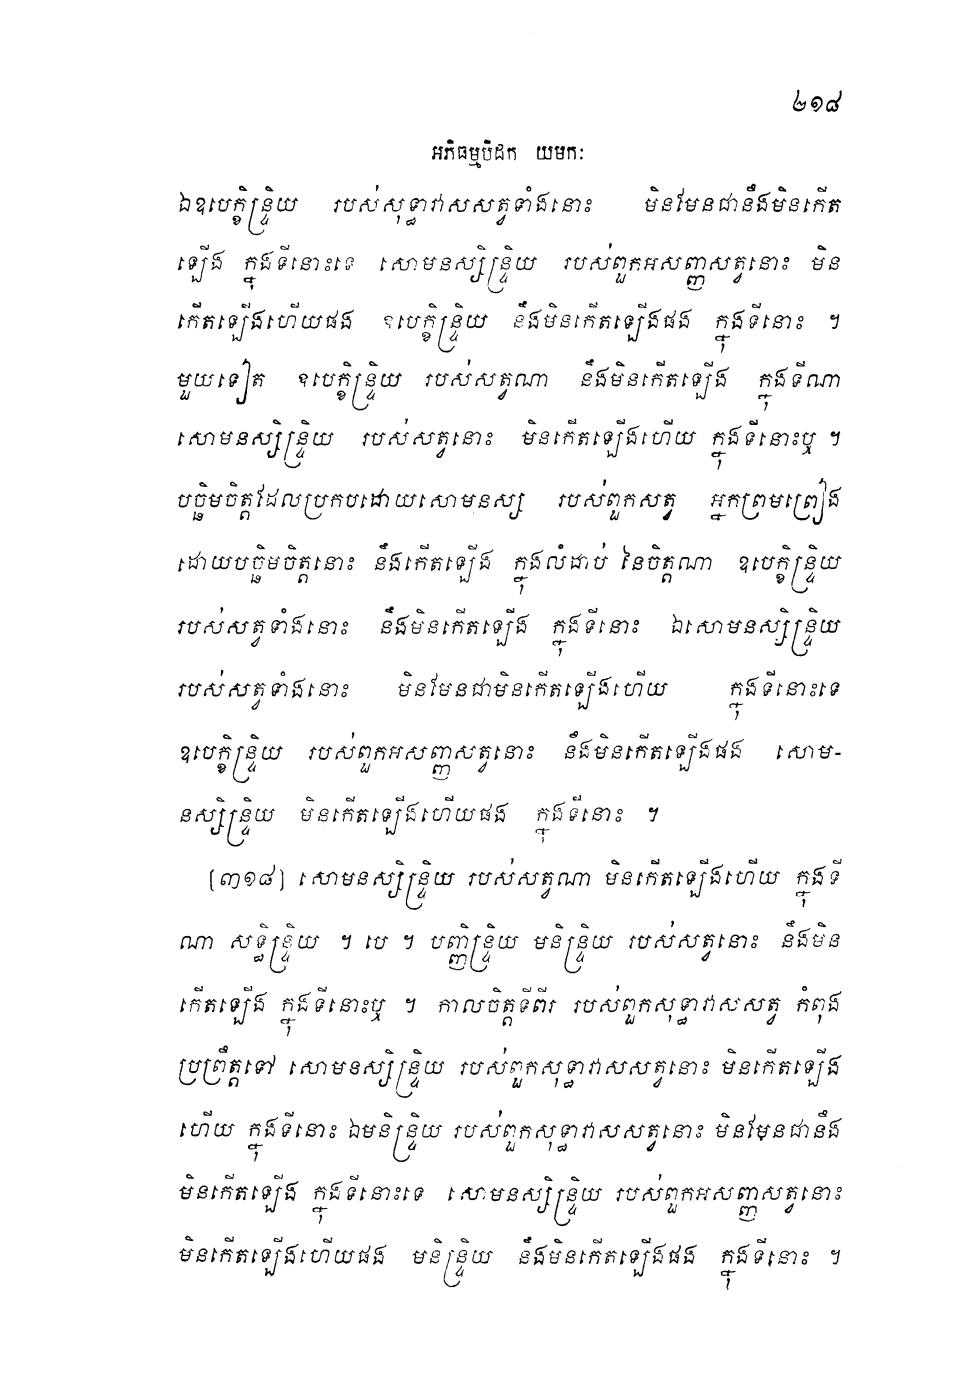 ២១៨
អភិធម្មបិដក យមកៈ
ឯឧបេក្ខិន្ទ្រិយ របស់សុទ្ធាវាសសត្វទាំងនោះ មិនមែនជានឹងមិនកើត
ឡើង ក្នុងទីនោះទេ សោមនស្សិន្ទ្រិយ របស់ពួកអសញ្ញសត្វនោះ មិន
កើតឡើងហើយផង ឧបេក្ខិន្ទ្រិយ នឹងមិនកើតឡើងផង ក្នុងទីនោះ ។
មួយទៀត ឧបេក្ខិន្ទ្រិយ របស់សត្វណា នឹងមិនកើតឡើង ក្នុងទីណា
សោមនស្សិន្ទ្រិយ របស់សត្វនោះ មិនកើតឡើងហើយ ក្នុងទីនោះឬ ។
បច្ឆិមចិត្តដែលប្រកបដោយសោមនស្ស របស់ពួកសត្វ អ្នកព្រមព្រៀង
ដោយបច្ឆិមចិត្តនោះ នឹងកើតឡើង ក្នុងលំដាប់ នៃចិត្តណា ឧបេក្ខិន្ទ្រិយ
របស់សត្វទាំងនោះ នឹងមិនកើតឡើង ក្នុងទីនោះ ឯសោមនស្សិន្ទ្រិយ
របស់សត្វទាំងនោះ មិនមែនជាមិនកើតឡើងហើយ ក្នុងទីនោះទេ
ឧបេក្ខិន្ទ្រិយ របស់ពួកអសញ្ញសត្វនោះ នឹងមិនកើតឡើងផង សោម-
នស្សិន្ទ្រិយ មិនកើតឡើងហើយផង ក្នុងទីនោះ ។
(៣១៨) សោមនស្សិន្ទ្រិយ របស់សត្វណា មិនកើតឡើងហើយ ក្នុងទី
ណា សទ្ធិន្ទ្រិយ ។ បេ ។ បញ្ញិន្ទ្រិយ មនិន្ទ្រិយ របស់សត្វនោះ នឹងមិន
កើតឡើង ក្នុងទីនោះឬ ។ កាលចិត្តទីពីរ របស់ពួកសុទ្ធាវាសសត្វ កំពុង
ប្រព្រឹត្តទៅ សោមនស្សិន្ទ្រិយ របស់ពួកសុទ្ធាវាសសត្វនោះ មិនកើតឡើង
ហើយ ក្នុងទីនោះ ឯមនិន្ទ្រិយ របស់ពួកសុទ្ធាវាសសត្វនោះ មិនមែនជានឹង
មិនកើតឡើង ក្នុងទីនោះទេ សោមនស្សិន្ទ្រិយ របស់ពួកអសញ្ញសត្វនោះ
មិនកើតឡើងហើយផង មនិន្ទ្រិយ នឹងមិនកើតឡើងផង ក្នុងទីនោះ ។